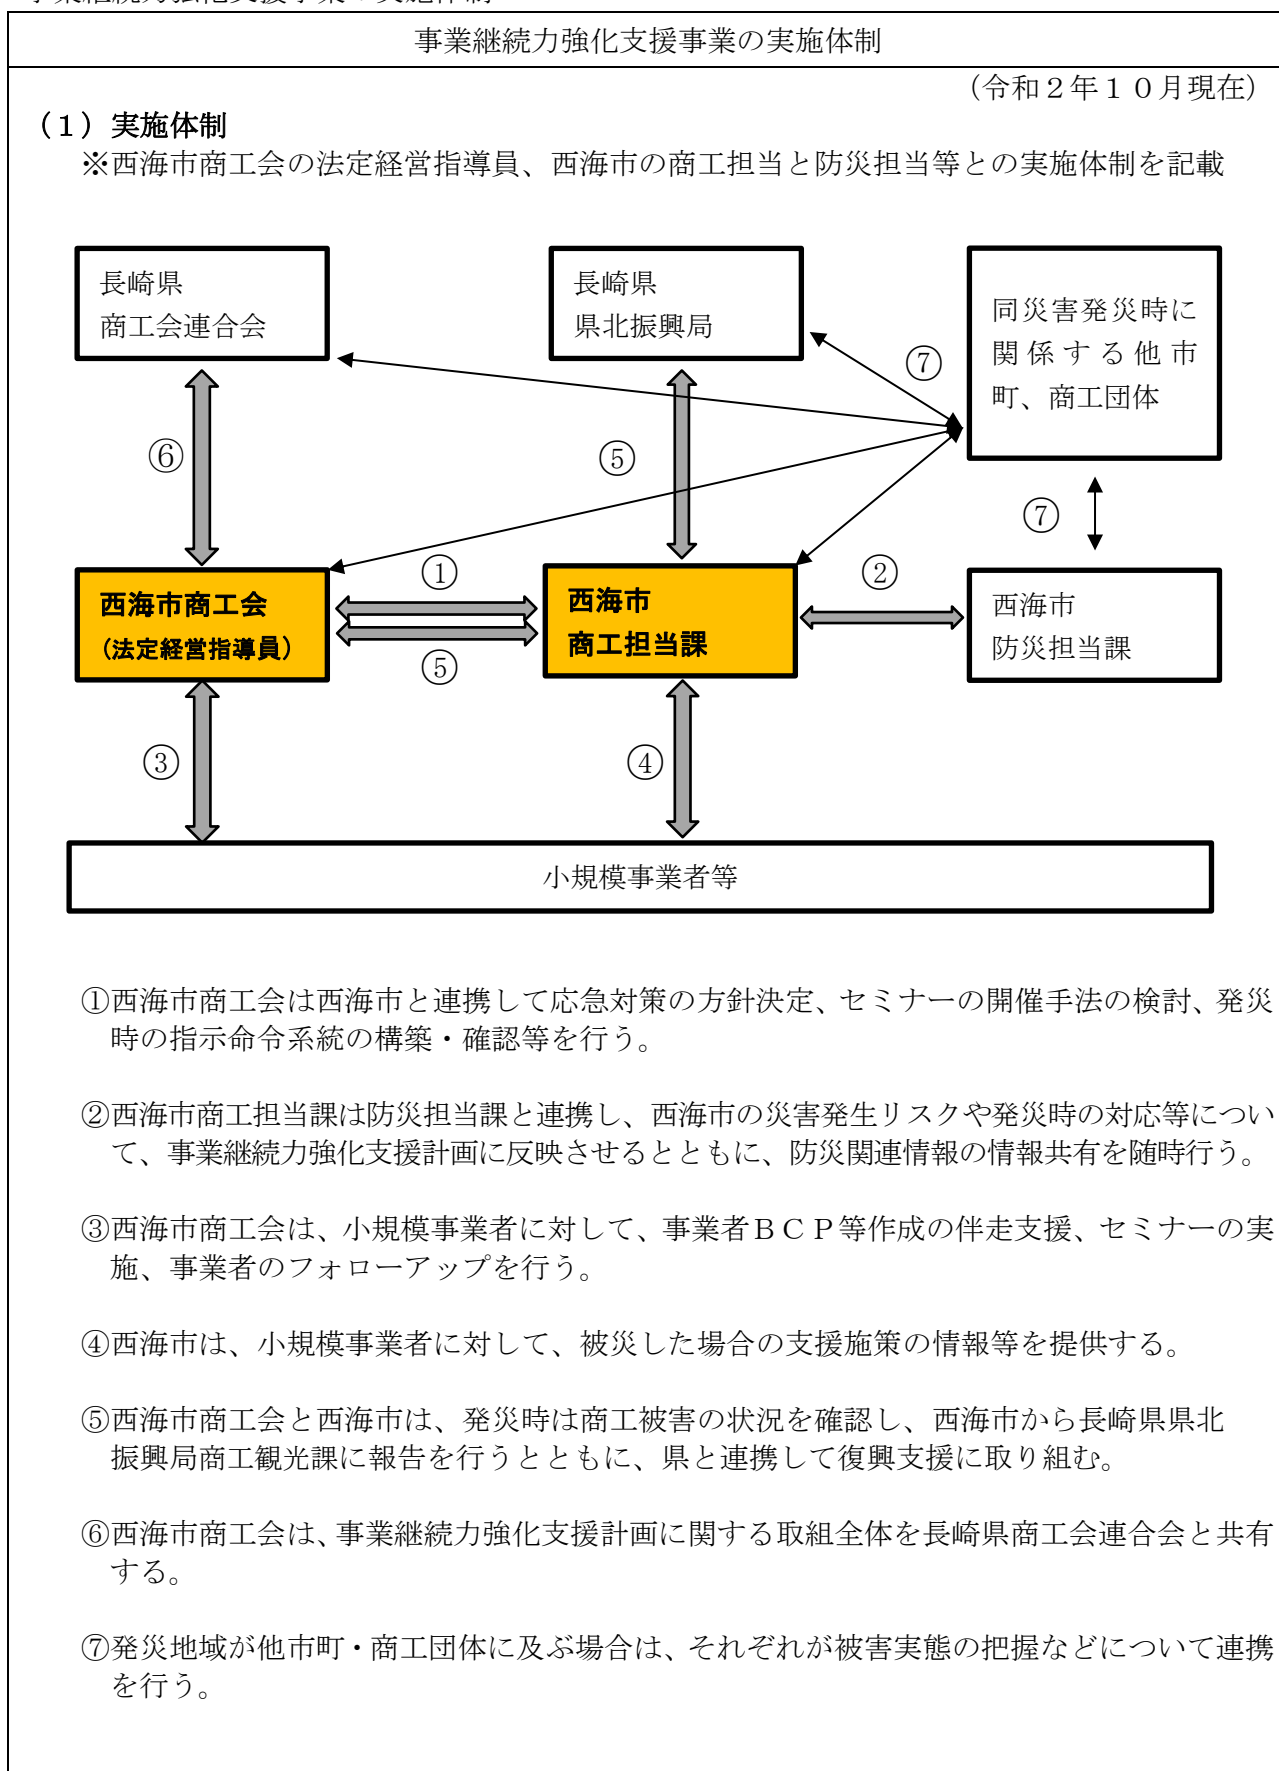 事業継続力強化支援事業の実施体制
(令和２年１０月現在)
（１）実施体制
※西海市商工会の法定経営指導員、西海市の商工担当と防災担当等との実施体制を記載
長崎県
商工会連合会
長崎県
県北振興局
同災害発災時に
関係する他市
町、商工団体
⑦
⑥
⑤
⑦
西海市商工会
（法定経営指導員）
①
⑤
西海市
商工担当課
②
西海市
防災担当課
③
④
小規模事業者等
①西海市商工会は西海市と連携して応急対策の方針決定、セミナーの開催手法の検討、発災
時の指示命令系統の構築・確認等を行う。
②西海市商工担当課は防災担当課と連携し、西海市の災害発生リスクや発災時の対応等につい
て、事業継続力強化支援計画に反映させるとともに、防災関連情報の情報共有を随時行う。
③西海市商工会は、小規模事業者に対して、事業者ＢＣＰ等作成の伴走支援、セミナーの実
施、事業者のフォローアップを行う。
④西海市は、小規模事業者に対して、被災した場合の支援施策の情報等を提供する。
⑤西海市商工会と西海市は、発災時は商工被害の状況を確認し、西海市から長崎県県北
振興局商工観光課に報告を行うとともに、県と連携して復興支援に取り組む。
⑥西海市商工会は、事業継続力強化支援計画に関する取組全体を長崎県商工会連合会と共有
する。
⑦発災地域が他市町・商工団体に及ぶ場合は、それぞれが被害実態の把握などについて連携
を行う。